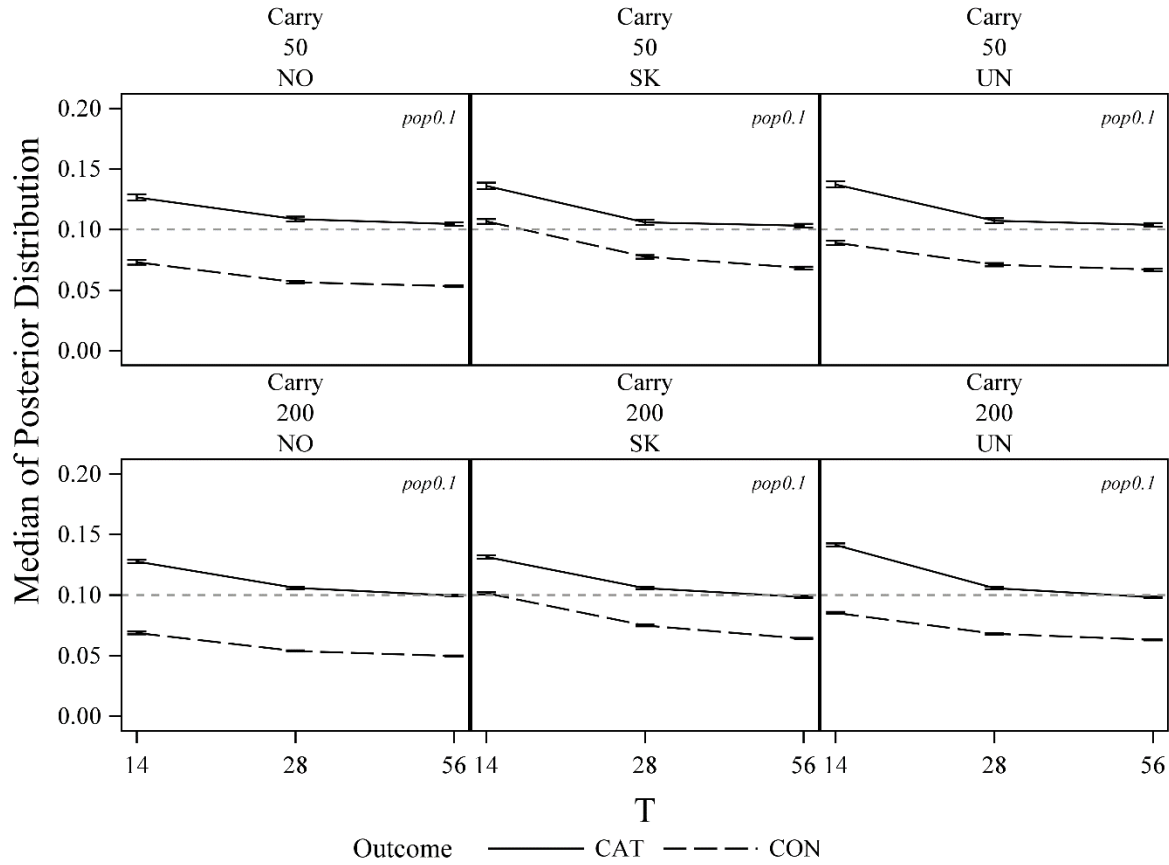 Carry
50
NO
Carry
50
SK
Carry
50
UN
Median of Posterior Distribution
0.20
0.15
0.10
0.05
0.00
pop0.1
pop0.1
pop0.1
Carry
200
NO
Carry
200
SK
Carry
200
UN
0.20
0.15
0.10
0.05
0.00
pop0.1
pop0.1
pop0.1
14 28 56 14 28 56 14 28 56
T
Outcome CAT CON